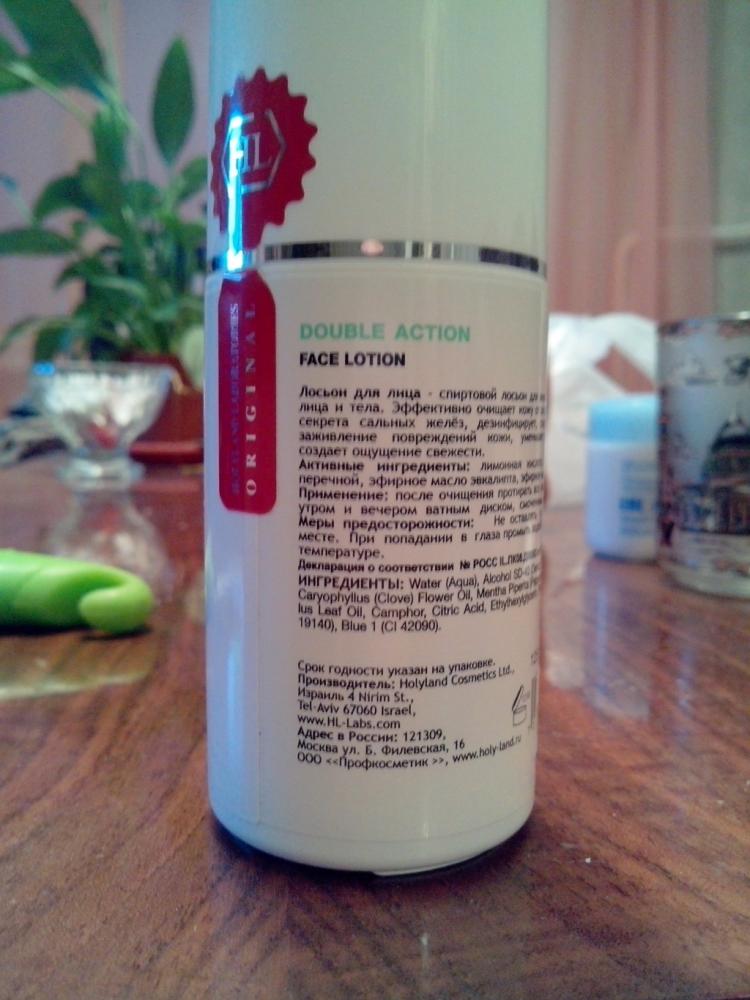 HL
HOLY LAND LABORATORIES
ORIGINAL
DOUBLE ACTION
FACE LOTION
Лосьон для лица - спиртовой лосьон для
лица и тела. Эффективно очищает кожу от
секрета сальных желёз, дезинфицирует,
заживление повреждений кожи,
создает ощущение свежести.
Активные ингредиенты: лимонная
перечной, эфирное масло эвкалипта,
Применение: после очищения протирать
утром и вечером ватным диском,
Меры предосторожности: Не
месте. При попадании в глаза промыть
температуре.
Декларация о соответствии № РОСС
ИНГРЕДИЕНТЫ: Water (Aqua), Alcohol
Caryophyllus (Clove) Flower Oil, Mentha Piperita
lus Leaf Oil, Camphor, Citric Acid,
19140), Blue 1 (CI 42090).
Срок годности указан на упаковке.
Производитель: Holyland Cosmetics Ltd.,
Израиль 4 Nirim St.,
Tel-Aviv 67060 Israel,
www.HL-Labs.com
Адрес в России: 121309,
Москва ул. Б. Филевская, 16
ООО <<Профкосметик >>, www.holy-land.ru